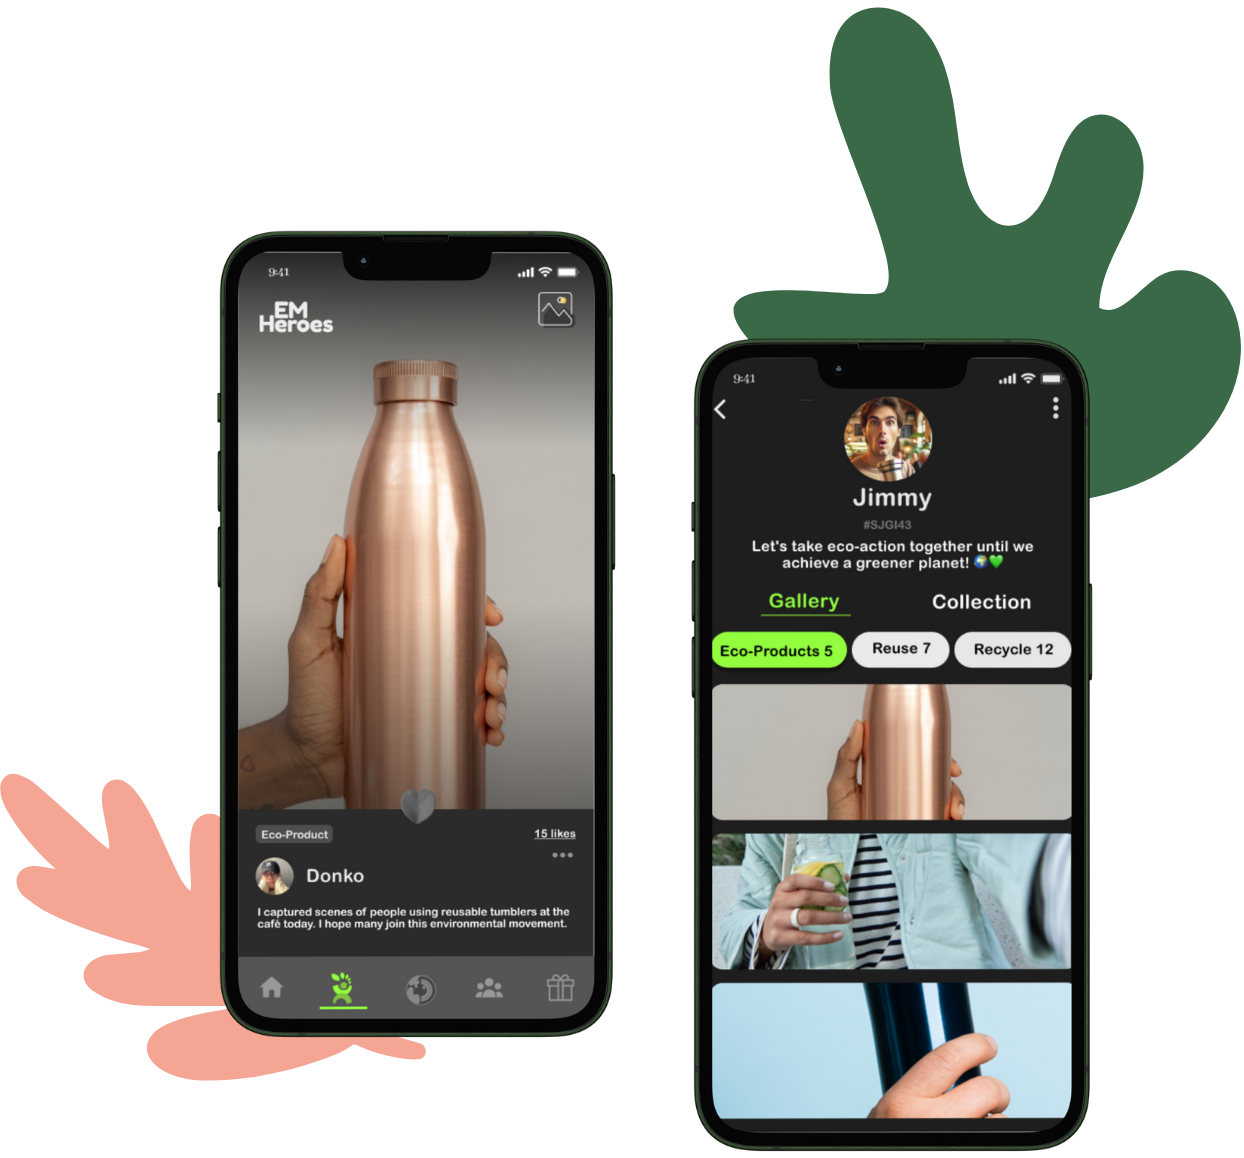 9:41
EM
Heroes
Eco-Product
15 likes
Donko
I captured scenes of people using reusable tumblers at the
café today. I hope many join this environmental movement.
9:41
Jimmy
#SJGI43
Let's take eco-action together until we
achieve a greener planet! 🌍💚
Gallery
Collection
Eco-Products 5
Reuse 7
Recycle 12